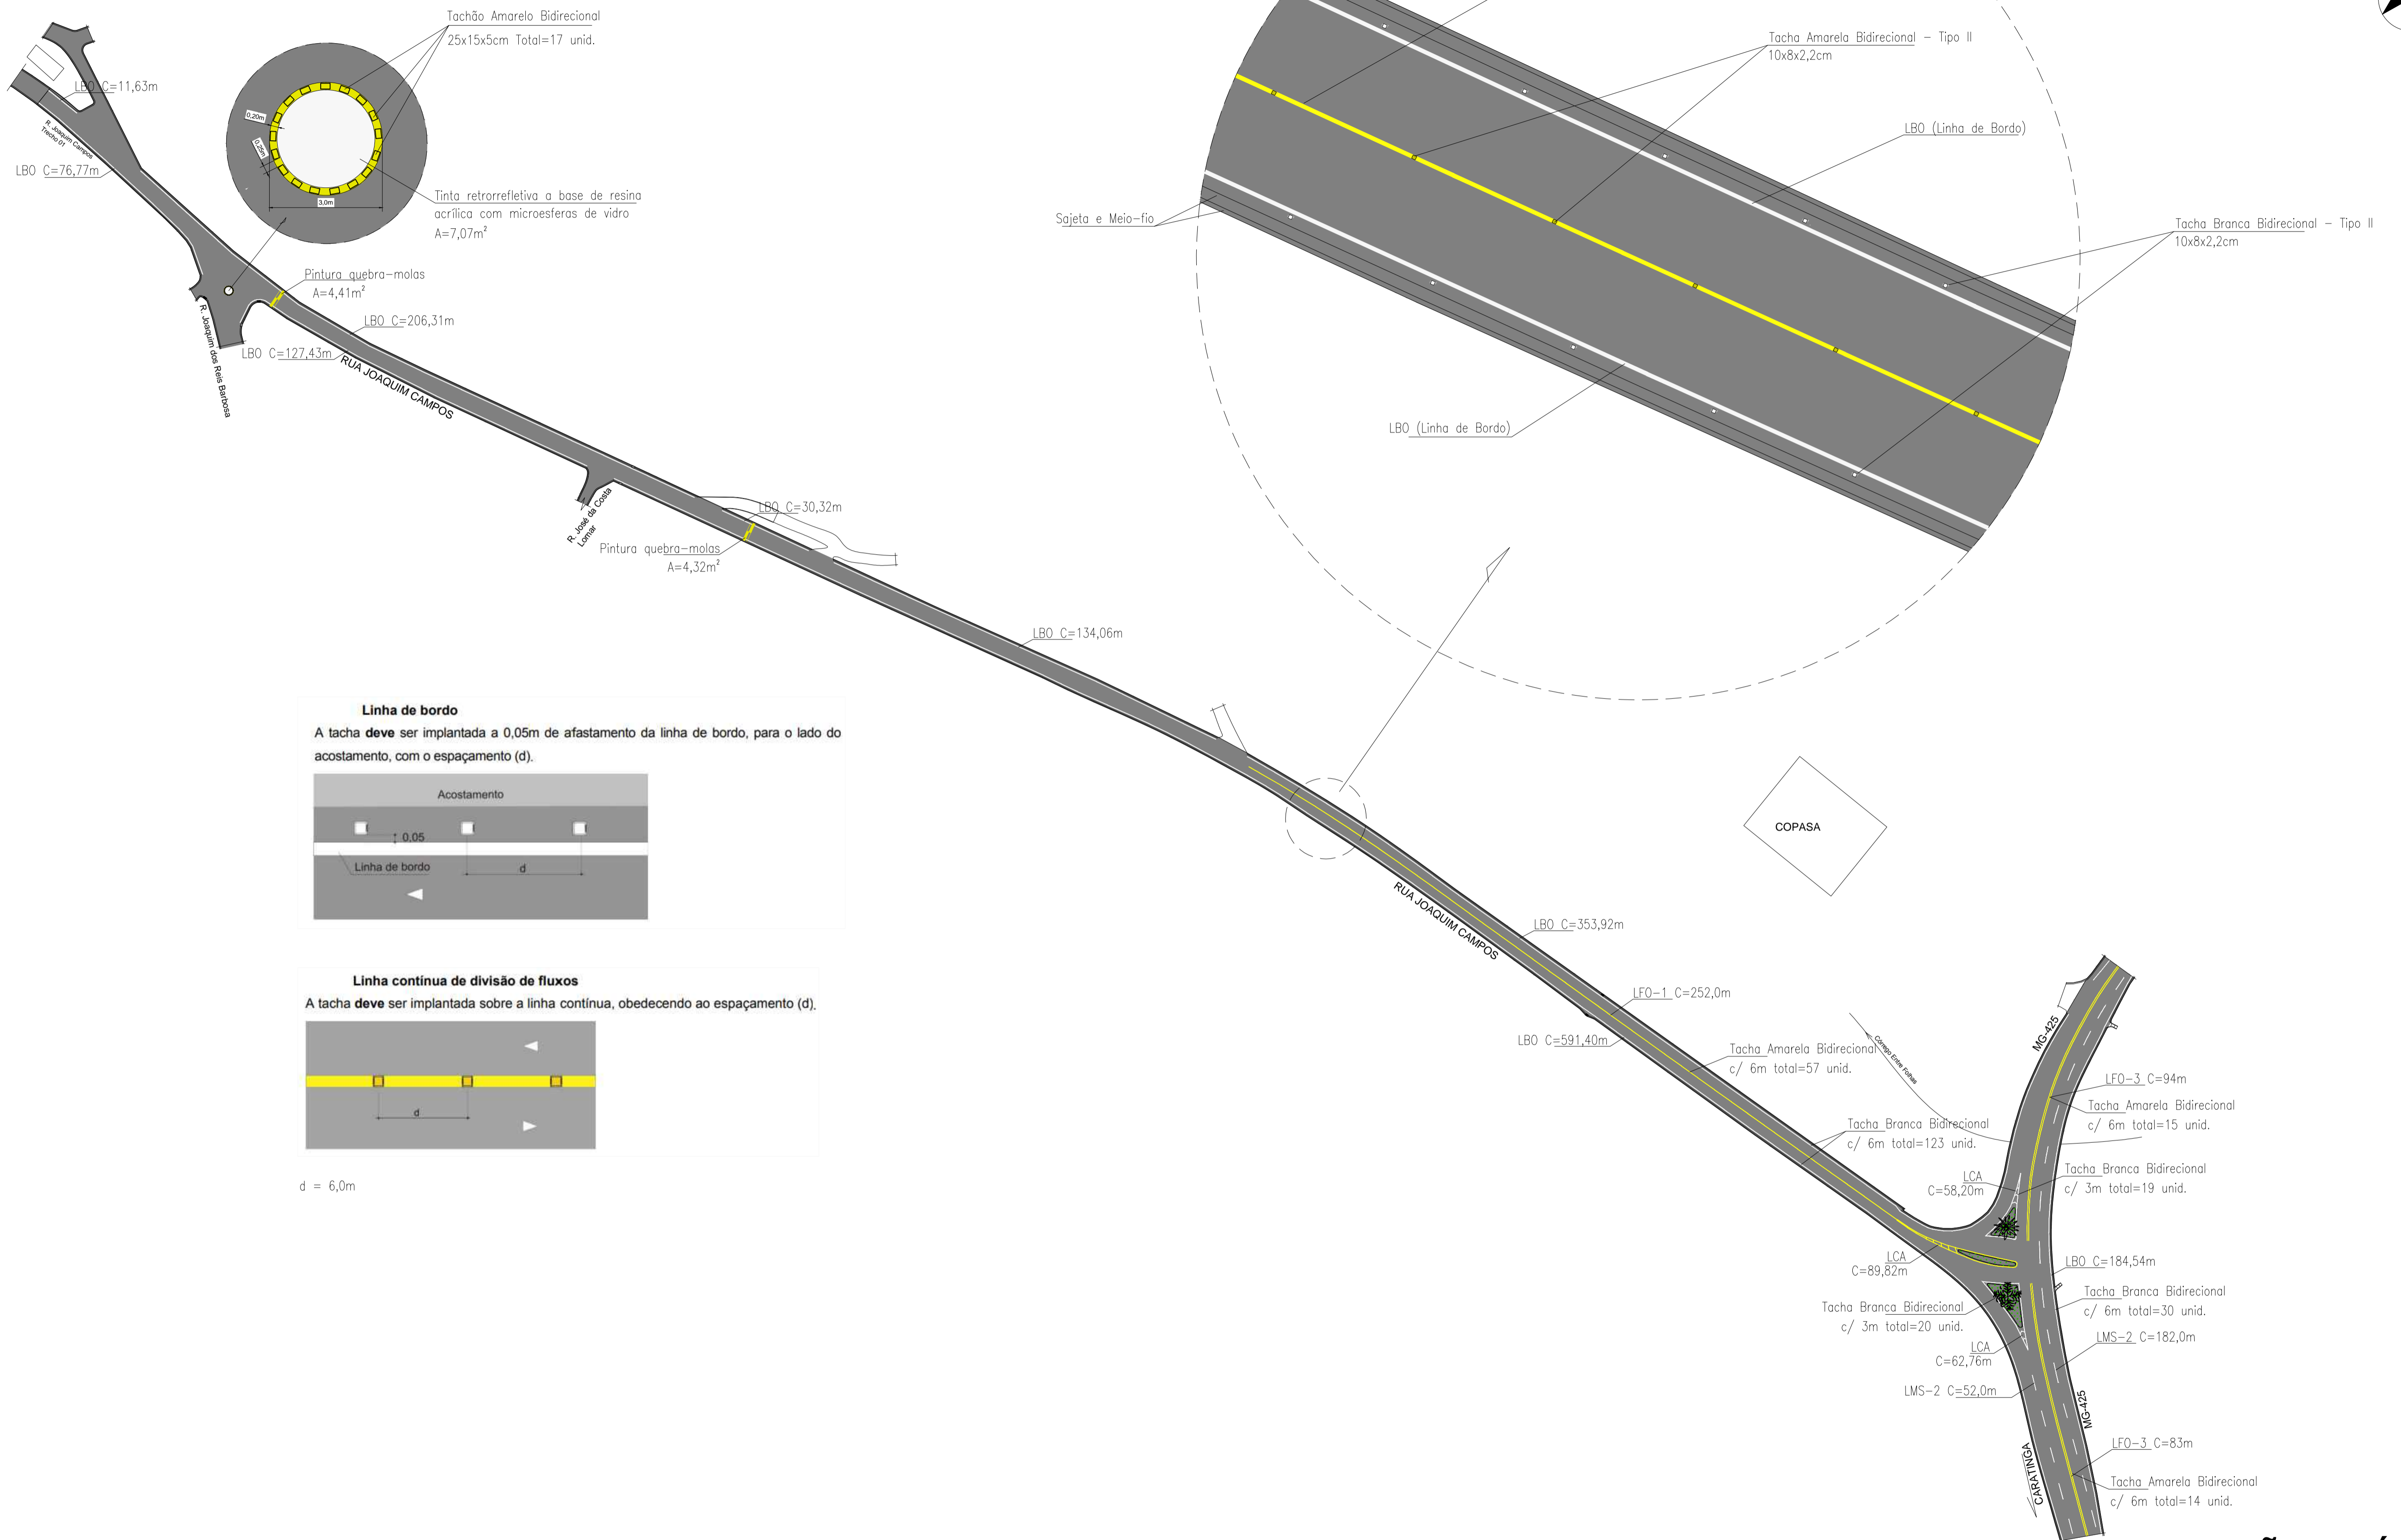 Tachão Amarelo Bidirecional
25x15x5cm Total=17 unid.
LBO C=11,63m
R. Joaquim Campos
Trecho 01
LBO C=76,77m
0,20m
0,25m
3,0m
Tinta retrorrefletiva a base de resina
acrílica com microesferas de vidro
A=7,07m²
Pintura quebra-molas
A=4,41m²
LBO C=206,31m
LBO C=127,43m
RUA JOAQUIM CAMPOS
R. Joaquim dos Reis Barbosa
R. José da Costa
Lomar
LBO C=30,32m
Pintura quebra-molas
A=4,32m²
LBO C=134,06m
Tacha Amarela Bidirecional - Tipo II
10x8x2,2cm
LBO (Linha de Bordo)
Sajeta e Meio-fio
Tacha Branca Bidirecional - Tipo II
10x8x2,2cm
LBO (Linha de Bordo)
Linha de bordo
A tacha deve ser implantada a 0,05m de afastamento da linha de bordo, para o lado do
acostamento, com o espaçamento (d).
Acostamento
0,05
Linha de bordo
d
Linha contínua de divisão de fluxos
A tacha deve ser implantada sobre a linha contínua, obedecendo ao espaçamento (d).
d
d = 6,0m
COPASA
RUA JOAQUIM CAMPOS
LBO C=353,92m
LFO-1 C=252,0m
LBO C=591,40m
Tacha Amarela Bidirecional
c/ 6m total=57 unid.
Córrego Entre Folhas
Tacha Branca Bidirecional
c/ 6m total=123 unid.
MG-425
LFO-3 C=94m
Tacha Amarela Bidirecional
c/ 6m total=15 unid.
LCA
C=58,20m
Tacha Branca Bidirecional
c/ 3m total=19 unid.
LCA
C=89,82m
LBO C=184,54m
Tacha Branca Bidirecional
c/ 3m total=20 unid.
Tacha Branca Bidirecional
c/ 6m total=30 unid.
LMS-2 C=182,0m
LCA
C=62,76m
LMS-2 C=52,0m
MG-425
CARATINGA
LFO-3 C=83m
Tacha Amarela Bidirecional
c/ 6m total=14 unid.